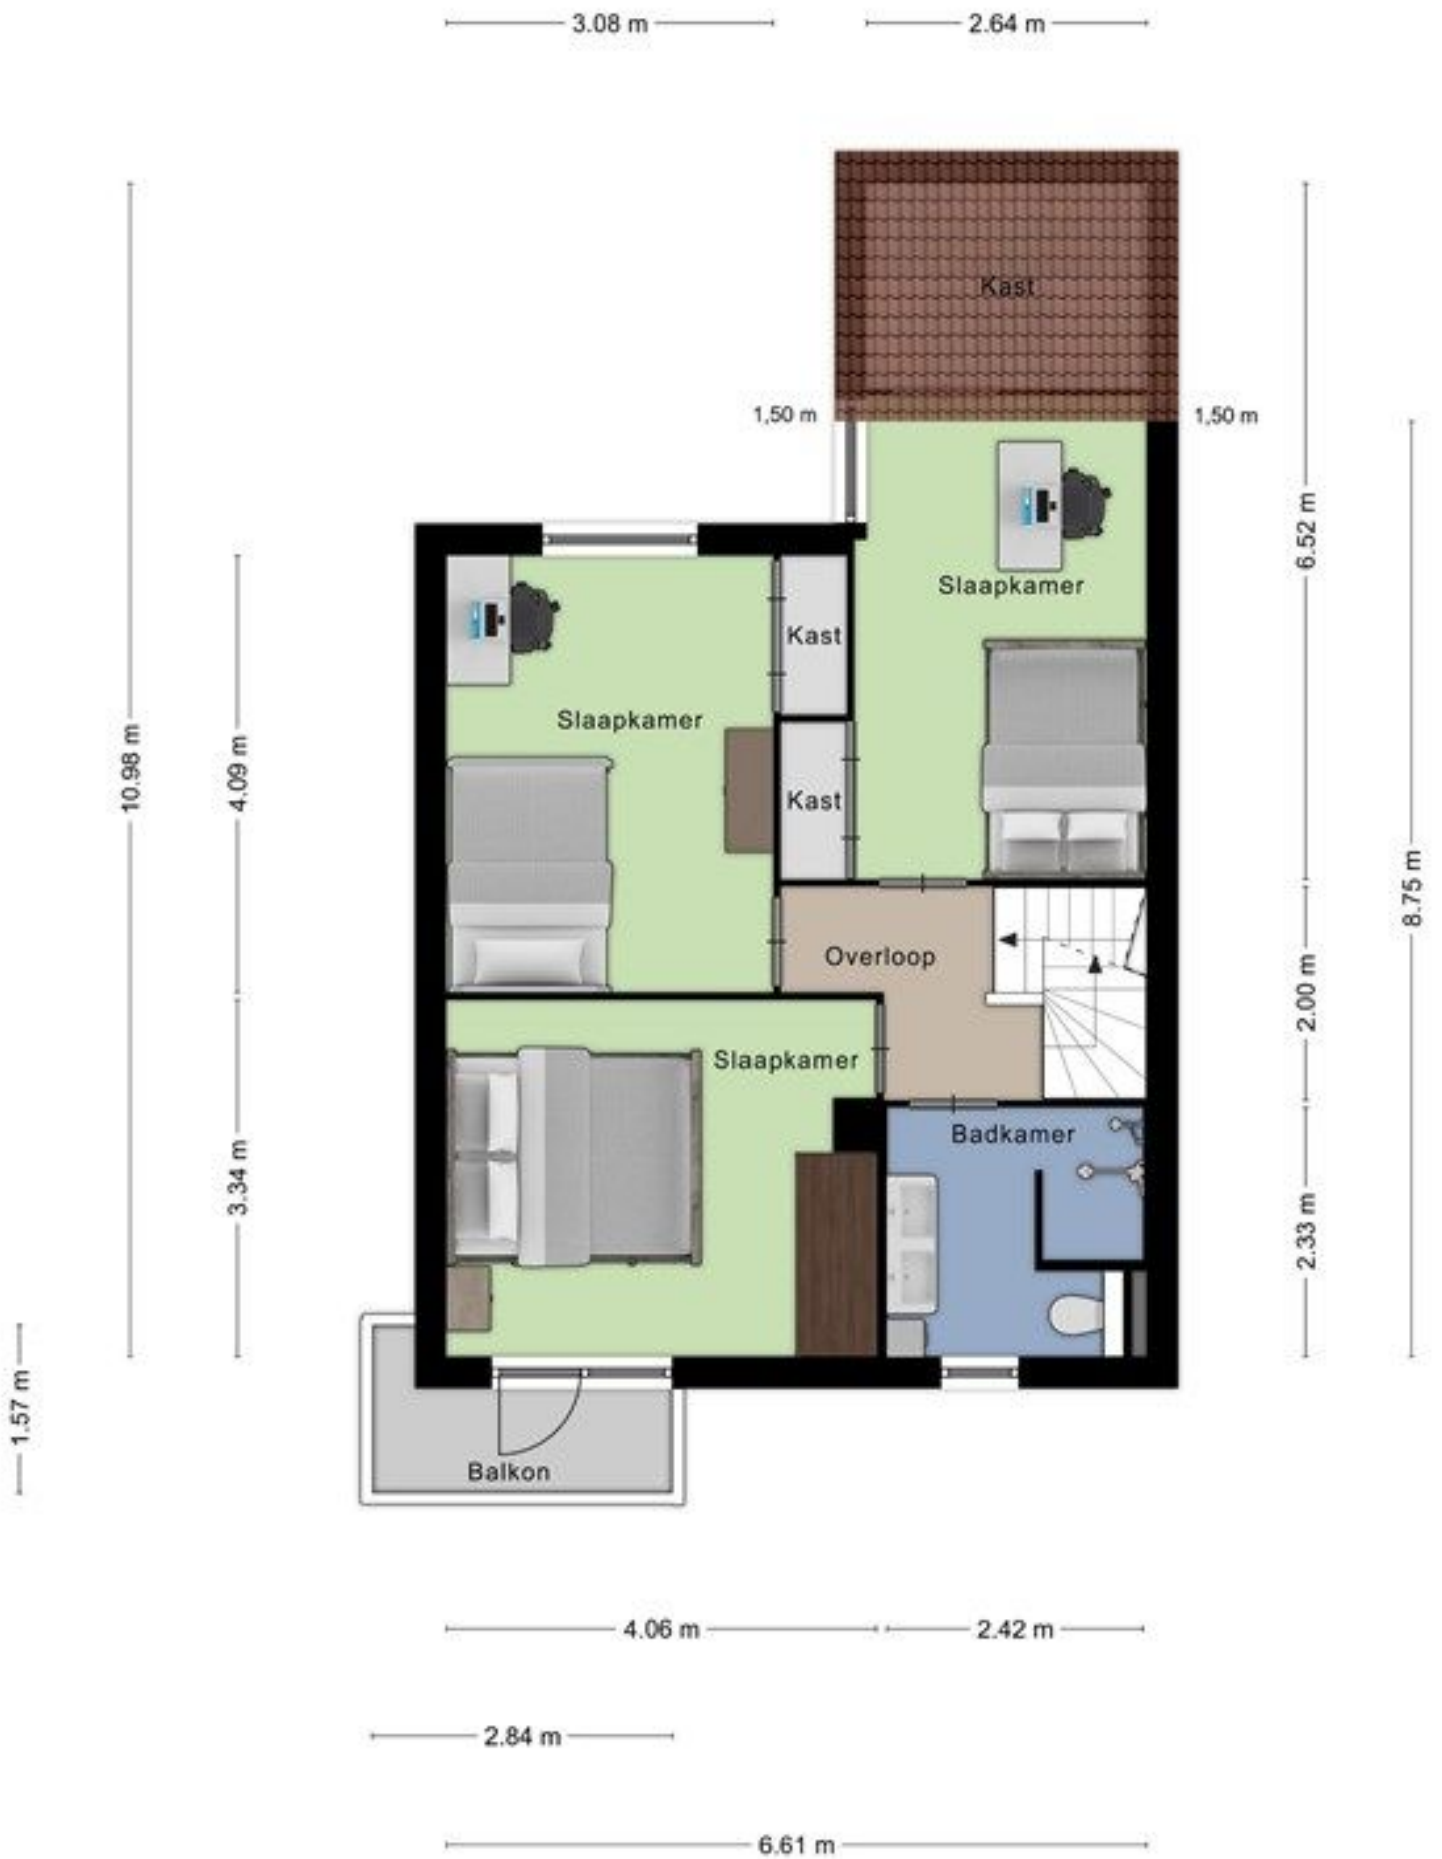 3.08 m
2.64 m
Kast
1,50 m
1,50 m
6.52 m
Slaapkamer
Kast
Slaapkamer
10.98 m
4.09 m
Kast
8.75 m
Overloop
2.00 m
Slaapkamer
Badkamer
3.34 m
2.33 m
1.57 m
Balkon
4.06 m
2.42 m
2.84 m
6.61 m